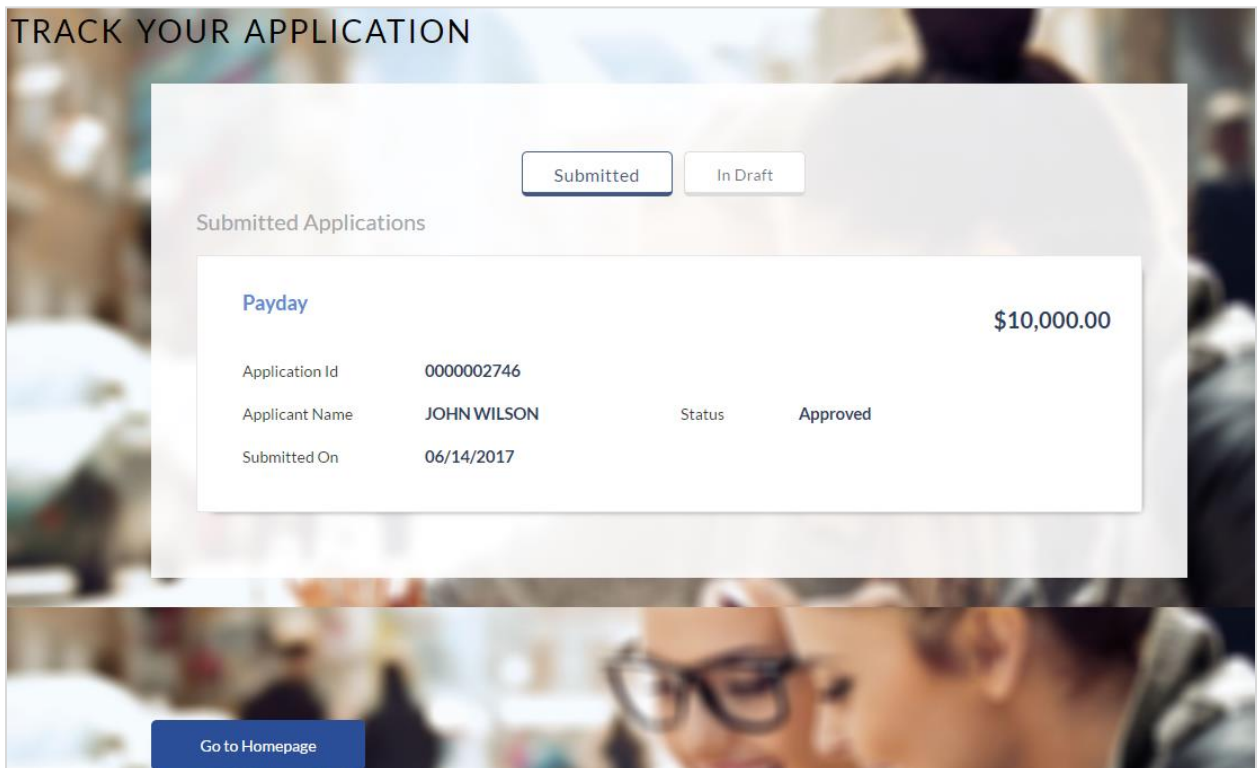 TRACK YOUR APPLICATION
Submitted In Draft
Submitted Applications
Payday
$10,000.00
Application Id 0000002746
Applicant Name JOHN WILSON Status Approved
Submitted On 06/14/2017
Go to Homepage